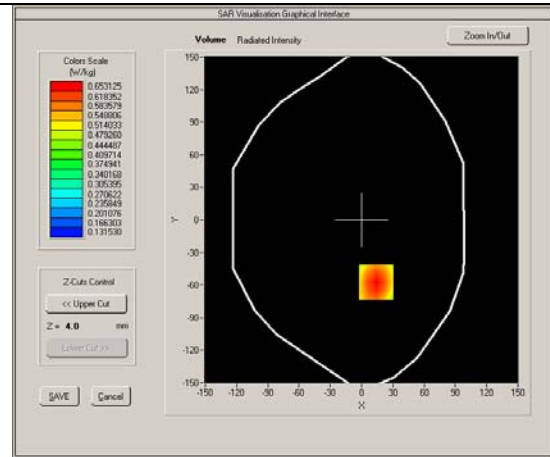 SAR Visualisation Graphical Interface
Volume Radiated Intensity
Zoom In/Out
Colors Scale
(W/kg)
0.653125
0.618352
0.583579
0.548806
0.514033
0.479260
0.444487
0.409714
0.374941
0.340168
0.305395
0.270622
0.235849
0.201076
0.166303
0.131530
Z-Cuts Control
<< Upper Cut
Z = 4.0 mm
Lower Cut >>
SAVE Cancel
150-
120-
90-
60-
30-
0-
-30-
-60-
-90-
-120-
-150-
Y
-150 -120 -90 -60 -30 0 30 60 90 120 150
X